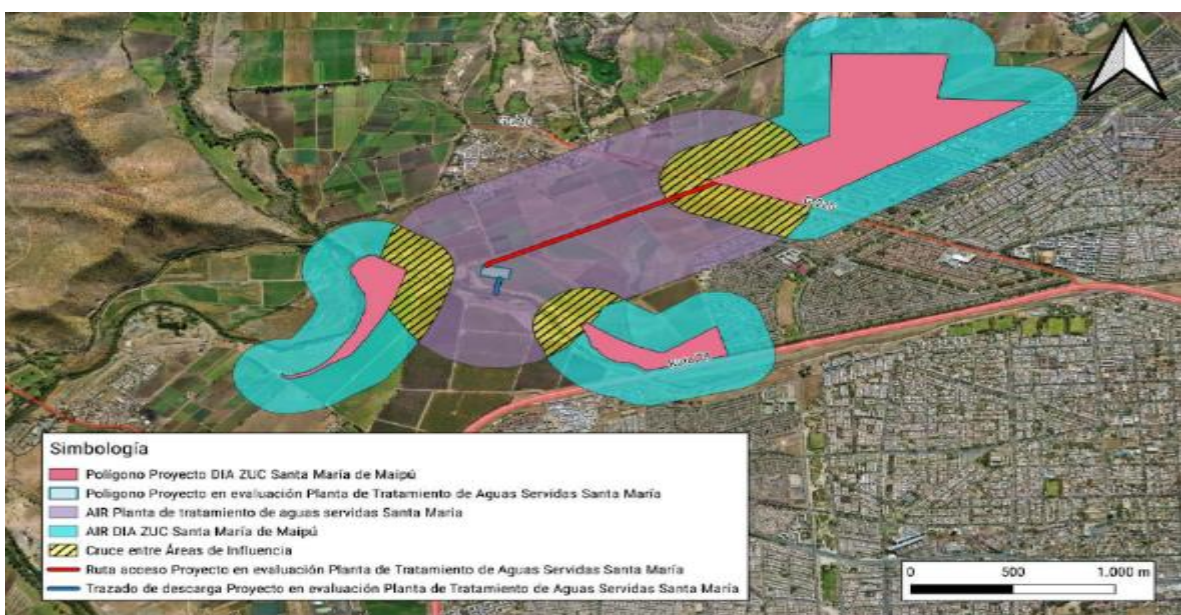 Simbología
Polígono Proyecto DIA ZUC Santa María de Maipú
Polígono Proyecto en evaluación Planta de Tratamiento de Aguas Servidas Santa María
AIR Planta de tratamiento de aguas servidas Santa María
AIR DIA ZUC Santa María de Maipú
Cruce entre Áreas de Influencia
Ruta acceso Proyecto en evaluación Planta de Tratamiento de Aguas Servidas Santa María
Trazado de descarga Proyecto en evaluación Planta de Tratamiento de Aguas Servidas Santa María
0 500 1.000 m